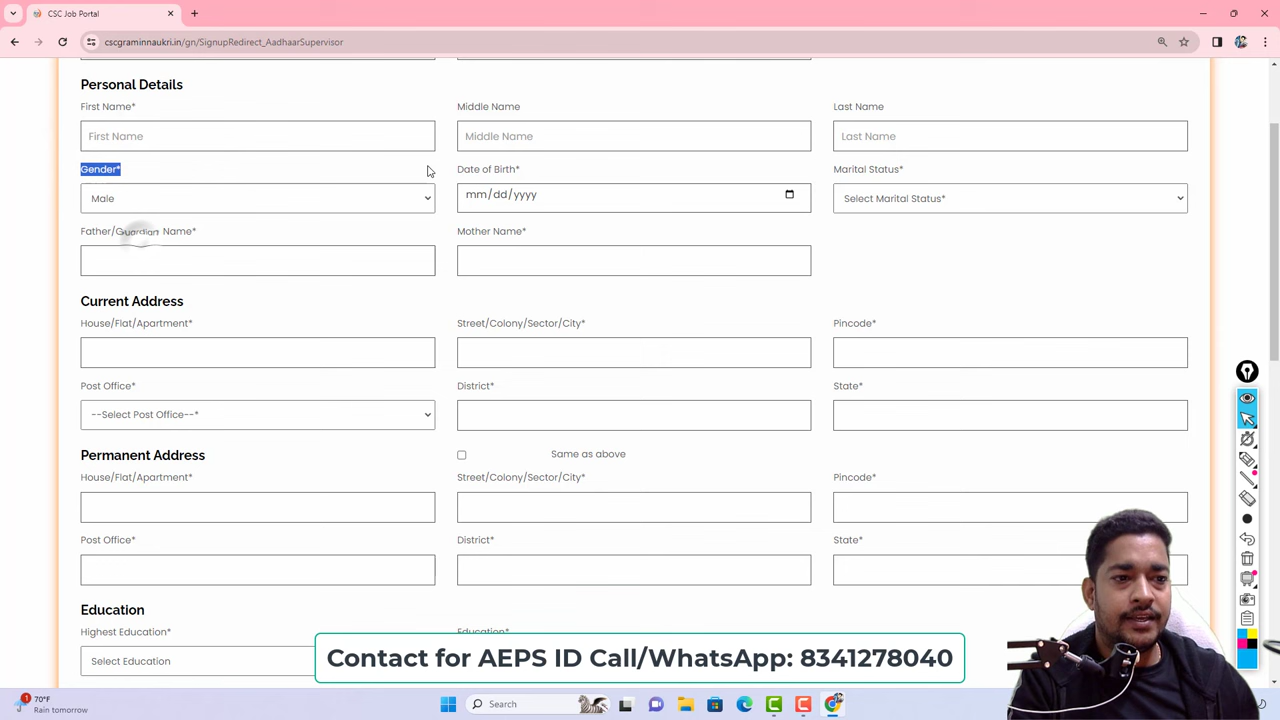 CSC Job Portal
cscgraminnaukri.in/gn/SignupRedirect_AadhaarSupervisor
Personal Details
First Name* Middle Name Last Name
First Name Middle Name Last Name
Gender* Date of Birth* Marital Status*
Male mm/dd/yyyy Select Marital Status*
Father/Guardian Name* Mother Name*
Current Address
House/Flat/Apartment* Street/Colony/Sector/City* Pincode*
Post Office* District* State*
--Select Post Office--*
Permanent Address Same as above
House/Flat/Apartment* Street/Colony/Sector/City* Pincode*
Post Office* District* State*
Education
Highest Education* Education*
Select Education
Contact for AEPS ID Call/WhatsApp: 8341278040
1
70°F
Rain tomorrow
Search